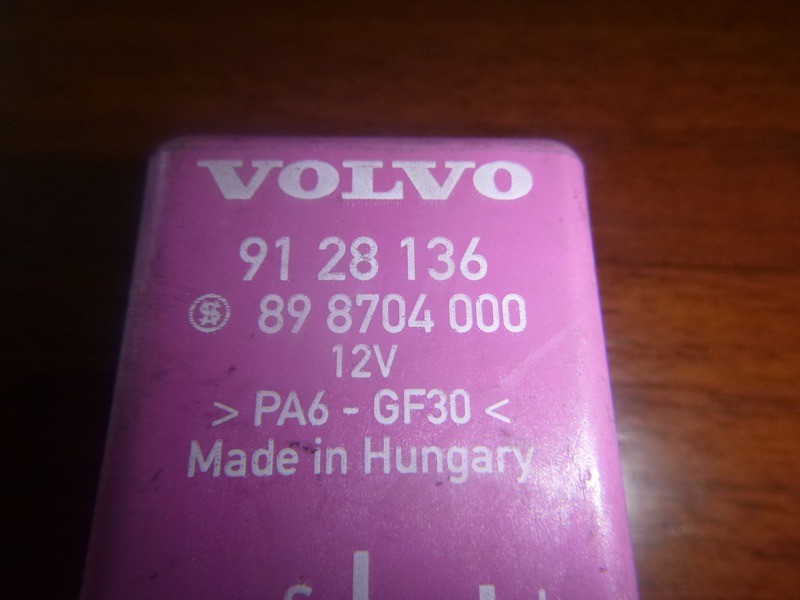 VOLVO
91 28 136
89 8704 000
12V
> PA6 - GF30 <
Made in Hungary